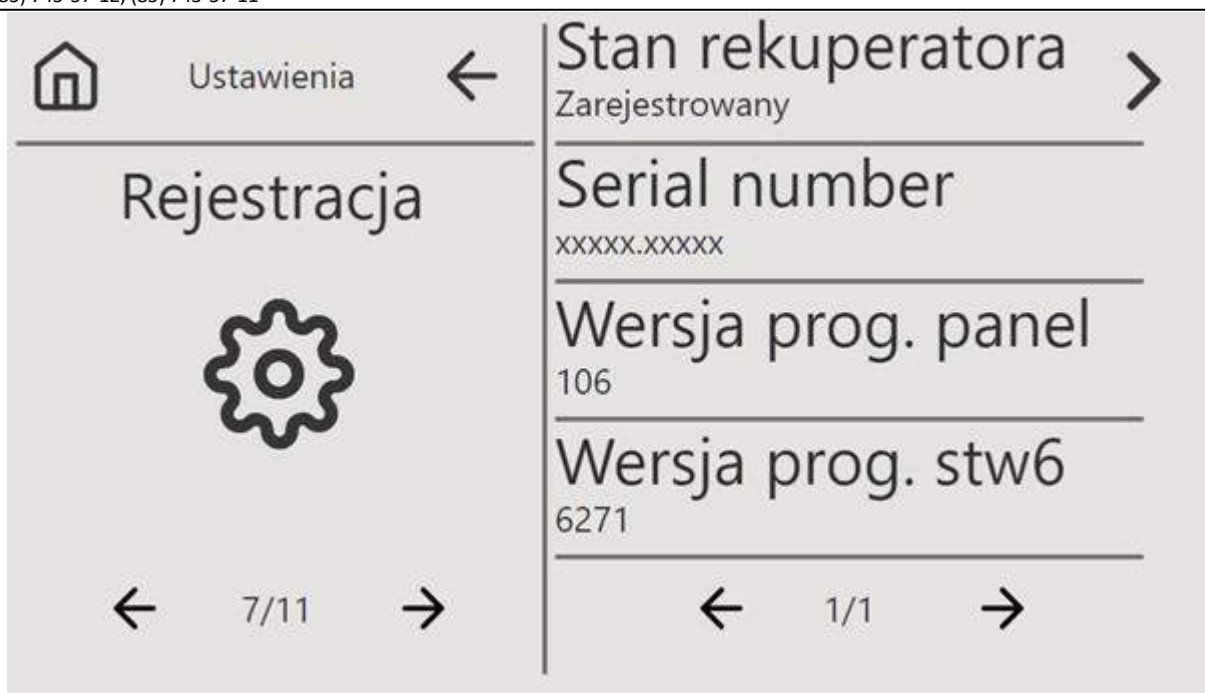 Ustawienia
Rejestracja
7/11
Stan rekuperatora
Zarejestrowany
Serial number
xxxxx.xxxxx
Wersja prog. panel
106
Wersja prog. stw6
6271
1/1